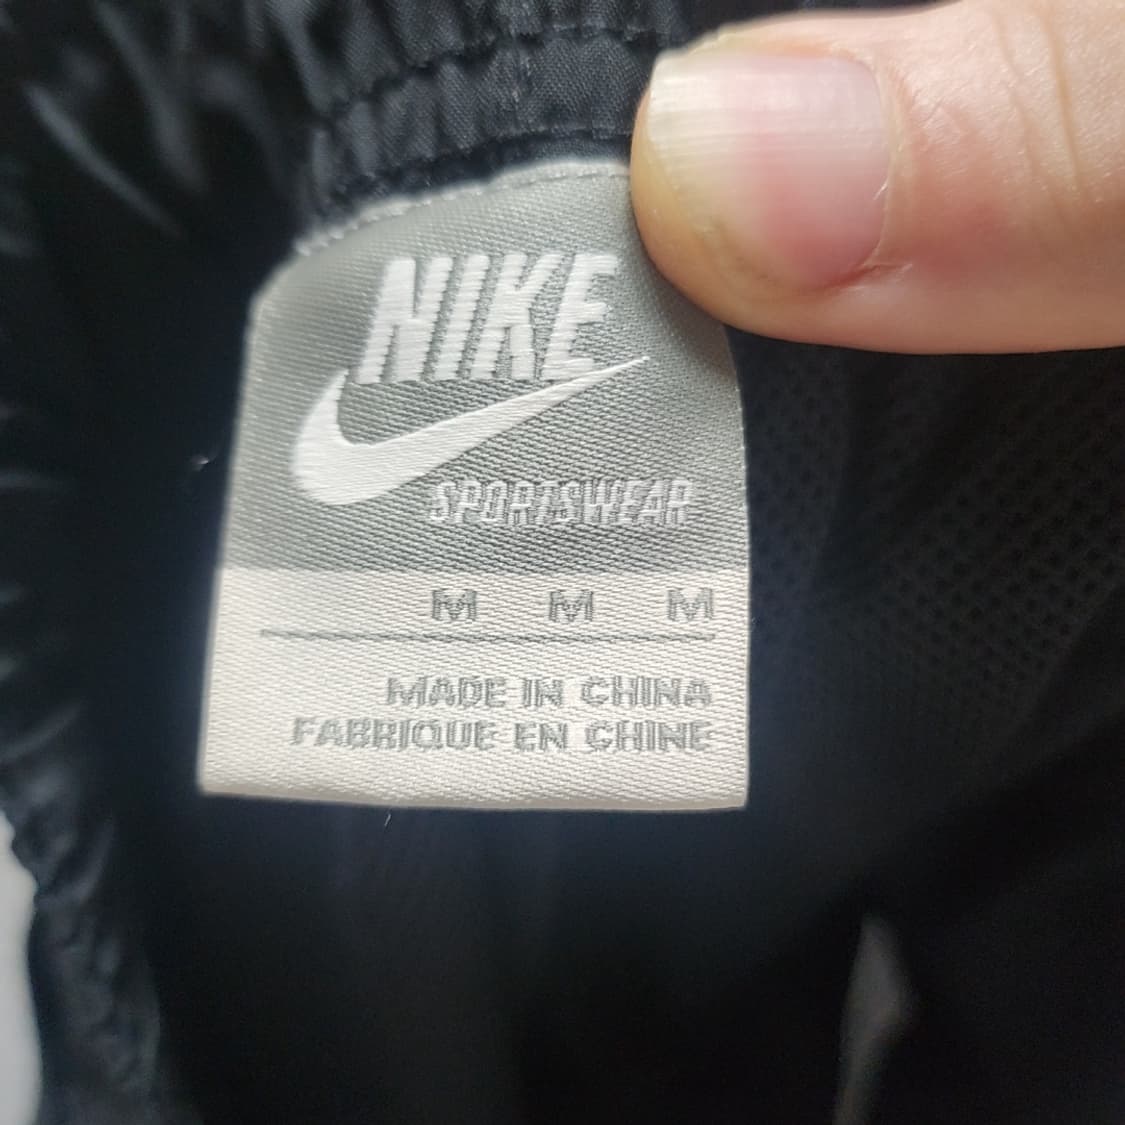 NIKE
SPORTSWEAR
M M M
MADE IN CHINA
FABRIQUE EN CHINE